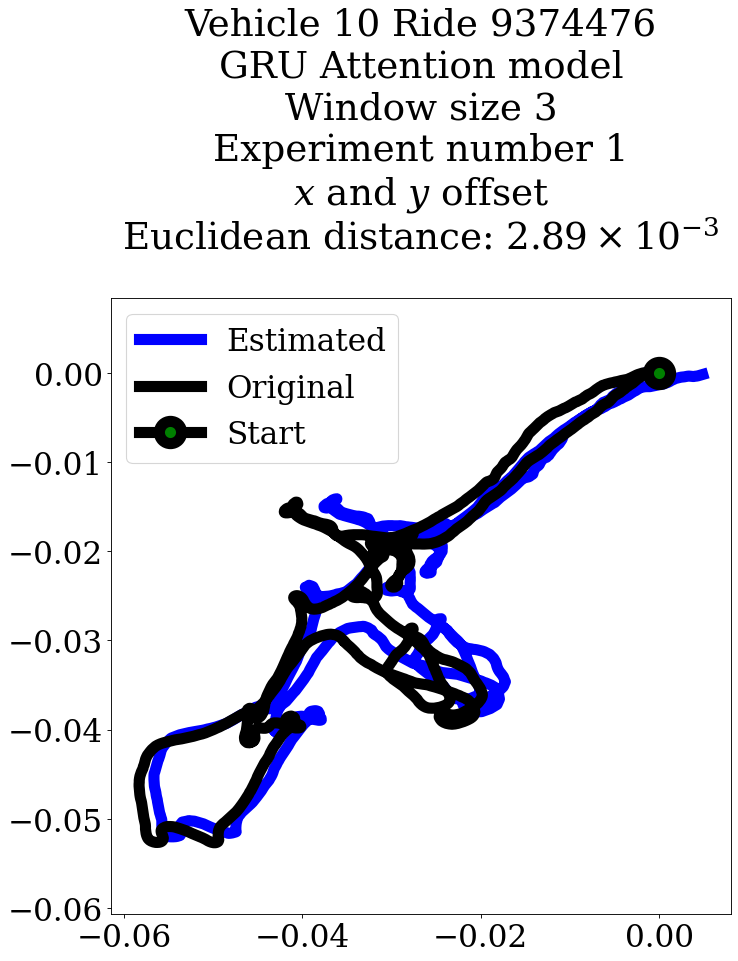 Vehicle 10 Ride 9374476
GRU Attention model
Window size 3
Experiment number 1
x and y offset
Euclidean distance: 2.89 × 10⁻³
Estimated
Original
Start
0.00
−0.01
−0.02
−0.03
−0.04
−0.05
−0.06
−0.06 −0.04 −0.02 0.00